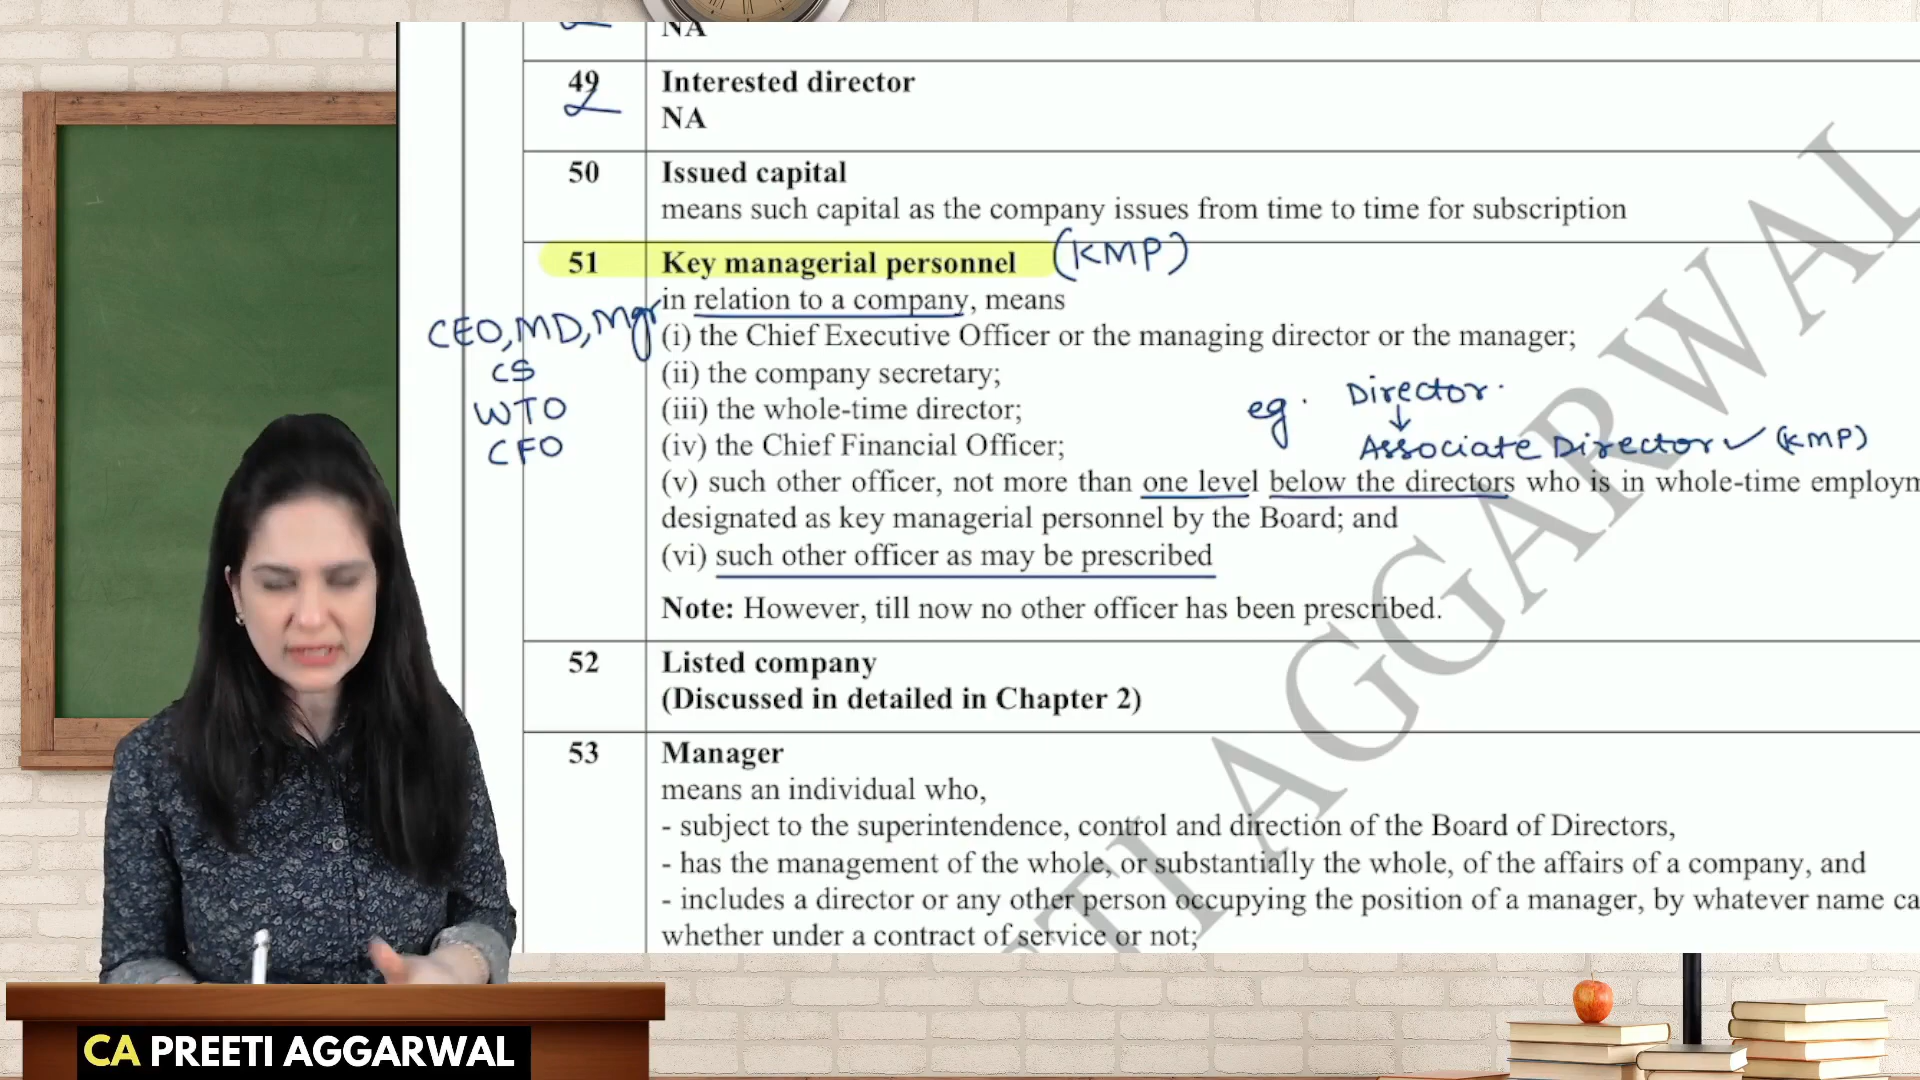 NA
49
Interested director
NA
50
Issued capital
means such capital as the company issues from time to time for subscription
51
Key managerial personnel (KMP)
in relation to a company, means
CEO, MD, Mgr
(i) the Chief Executive Officer or the managing director or the manager;
CS
(ii) the company secretary;
WTD
(iii) the whole-time director;
eg. Director.
CFO
(iv) the Chief Financial Officer;
Associate Director ✓ (KMP)
(v) such other officer, not more than one level below the directors who is in whole-time employm
designated as key managerial personnel by the Board; and
(vi) such other officer as may be prescribed
Note: However, till now no other officer has been prescribed.
52
Listed company
(Discussed in detailed in Chapter 2)
53
Manager
means an individual who,
- subject to the superintendence, control and direction of the Board of Directors,
- has the management of the whole, or substantially the whole, of the affairs of a company, and
- includes a director or any other person occupying the position of a manager, by whatever name ca
whether under a contract of service or not;
TI AGGARWAL
CA PREETI AGGARWAL